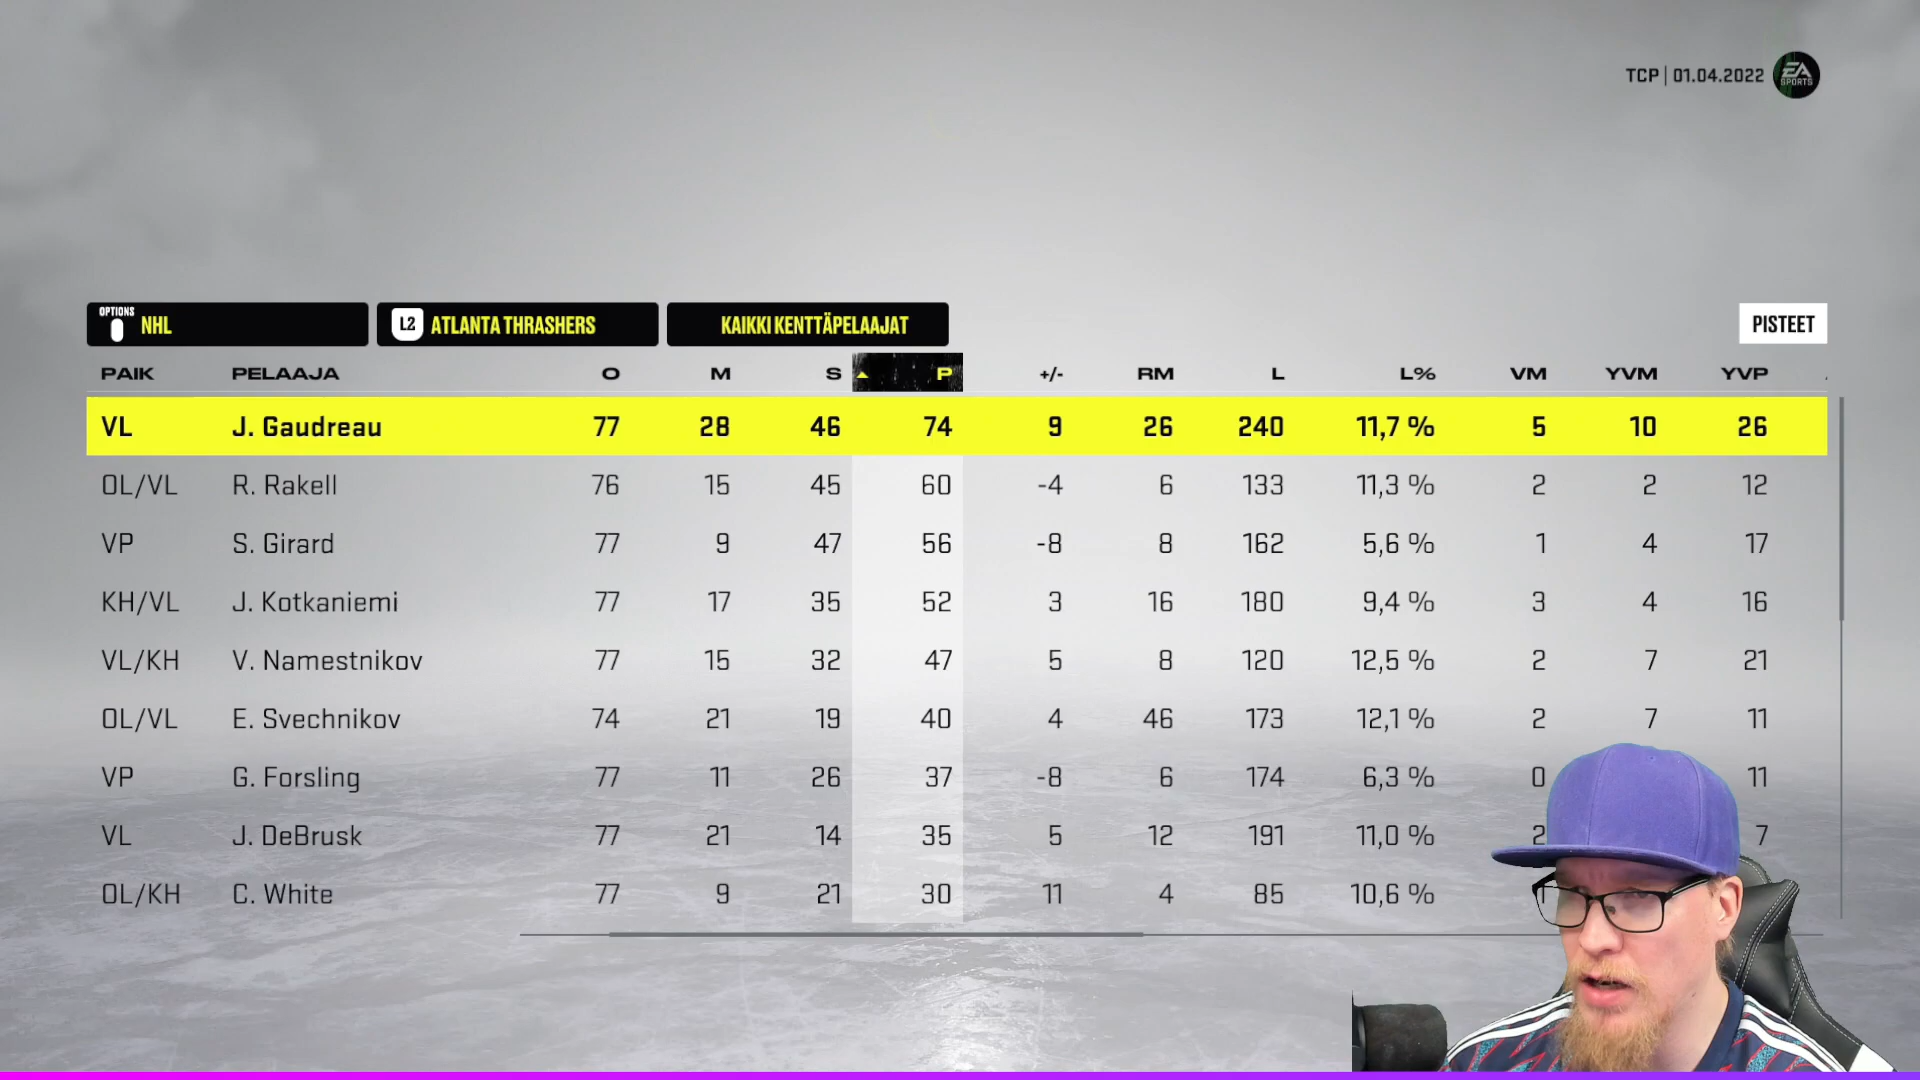 TCP | 01.04.2022 EA SPORTS
OPTIONS NHL L2 ATLANTA THRASHERS KAIKKI KENTTÄPELAAJAT PISTEET
PAIK PELAAJA O M S P +/- RM L L% VM YVM YVP
VL J. Gaudreau 77 28 46 74 9 26 240 11,7 % 5 10 26
OL/VL R. Rakell 76 15 45 60 -4 6 133 11,3 % 2 2 12
VP S. Girard 77 9 47 56 -8 8 162 5,6 % 1 4 17
KH/VL J. Kotkaniemi 77 17 35 52 3 16 180 9,4 % 3 4 16
VL/KH V. Namestnikov 77 15 32 47 5 8 120 12,5 % 2 7 21
OL/VL E. Svechnikov 74 21 19 40 4 46 173 12,1 % 2 7 11
VP G. Forsling 77 11 26 37 -8 6 174 6,3 % 0 11
VL J. DeBrusk 77 21 14 35 5 12 191 11,0 % 2 7
OL/KH C. White 77 9 21 30 11 4 85 10,6 %